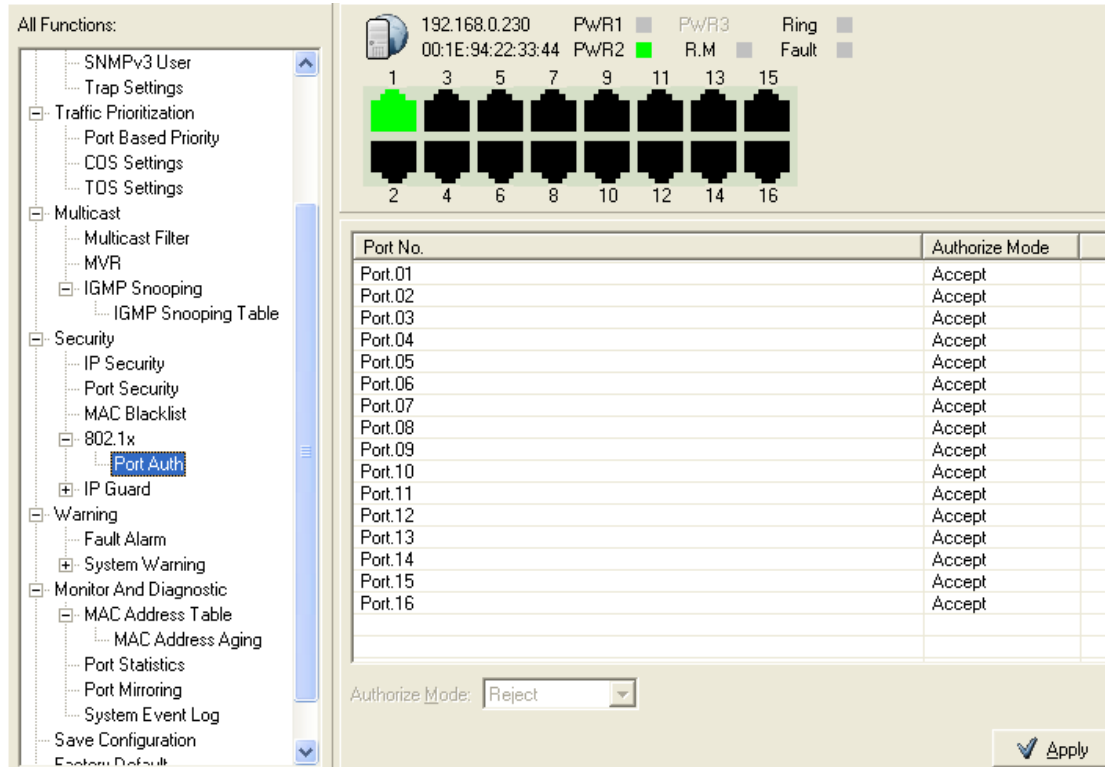 All Functions:
SNMPv3 User
Trap Settings
Traffic Prioritization
Port Based Priority
COS Settings
TOS Settings
Multicast
Multicast Filter
MVR
IGMP Snooping
IGMP Snooping Table
Security
IP Security
Port Security
MAC Blacklist
802.1x
Port Auth
IP Guard
Warning
Fault Alarm
System Warning
Monitor And Diagnostic
MAC Address Table
MAC Address Aging
Port Statistics
Port Mirroring
System Event Log
Save Configuration
Factory Default
192.168.0.230 PWR1 PWR3 Ring
00:1E:94:22:33:44 PWR2 R.M Fault
1 3 5 7 9 11 13 15
2 4 6 8 10 12 14 16
Port No. Authorize Mode
Port.01 Accept
Port.02 Accept
Port.03 Accept
Port.04 Accept
Port.05 Accept
Port.06 Accept
Port.07 Accept
Port.08 Accept
Port.09 Accept
Port.10 Accept
Port.11 Accept
Port.12 Accept
Port.13 Accept
Port.14 Accept
Port.15 Accept
Port.16 Accept
Authorize Mode: Reject
Apply